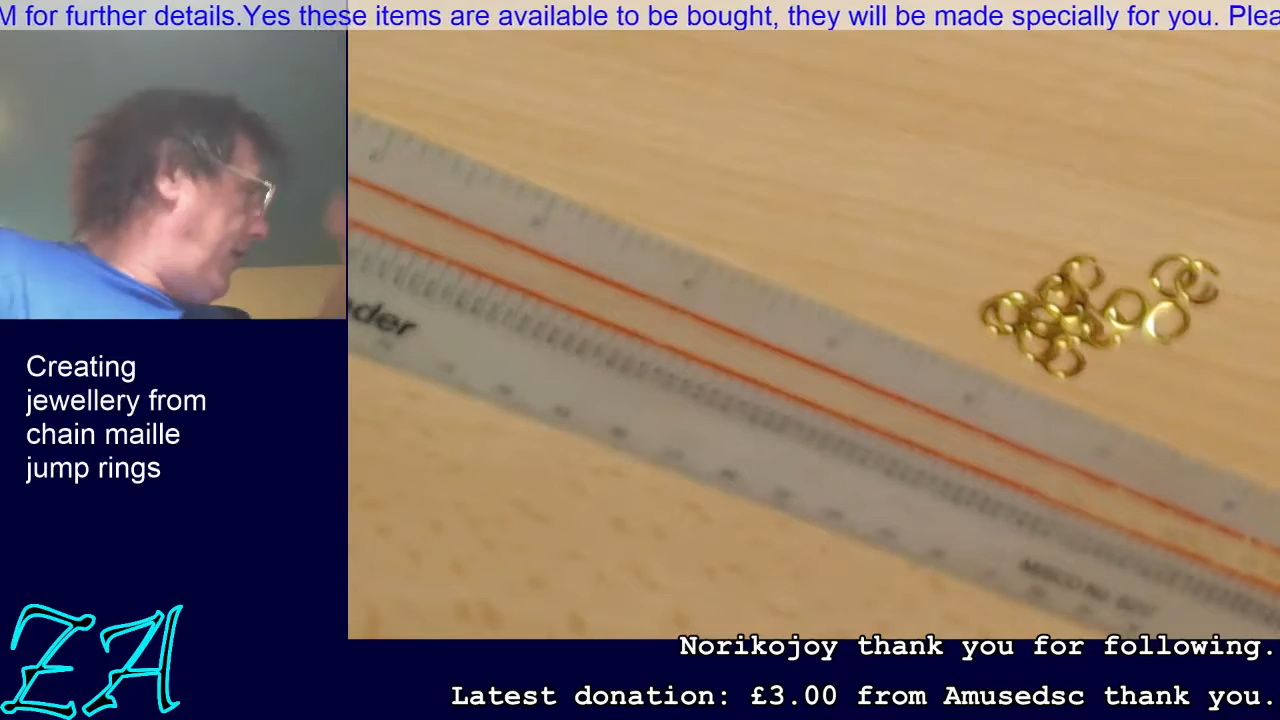 M for further details.Yes these items are available to be bought, they will be made specially for you. Plea
Creating
jewellery from
chain maille
jump rings
ZA
Norikojoy thank you for following.
Latest donation: £3.00 from Amusedsc thank you.